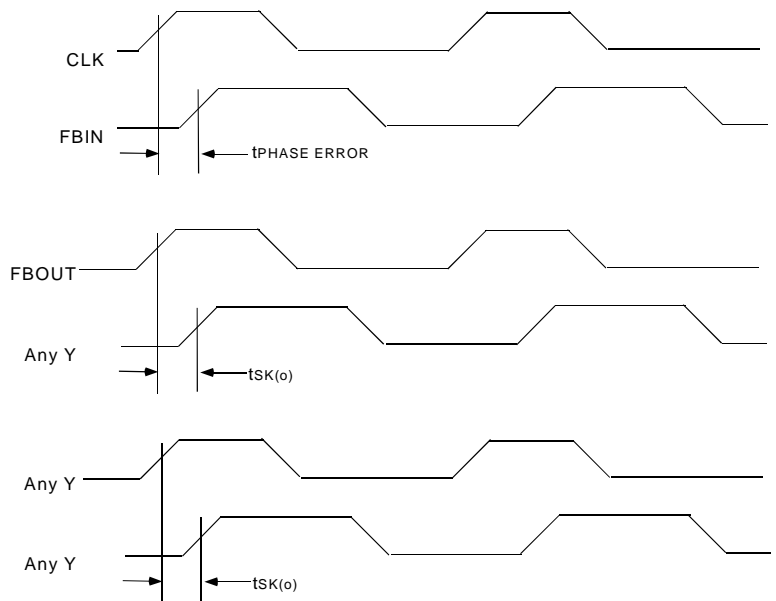 CLK
FBIN
tPHASE ERROR
FBOUT
Any Y
tSK(o)
Any Y
Any Y
tSK(o)